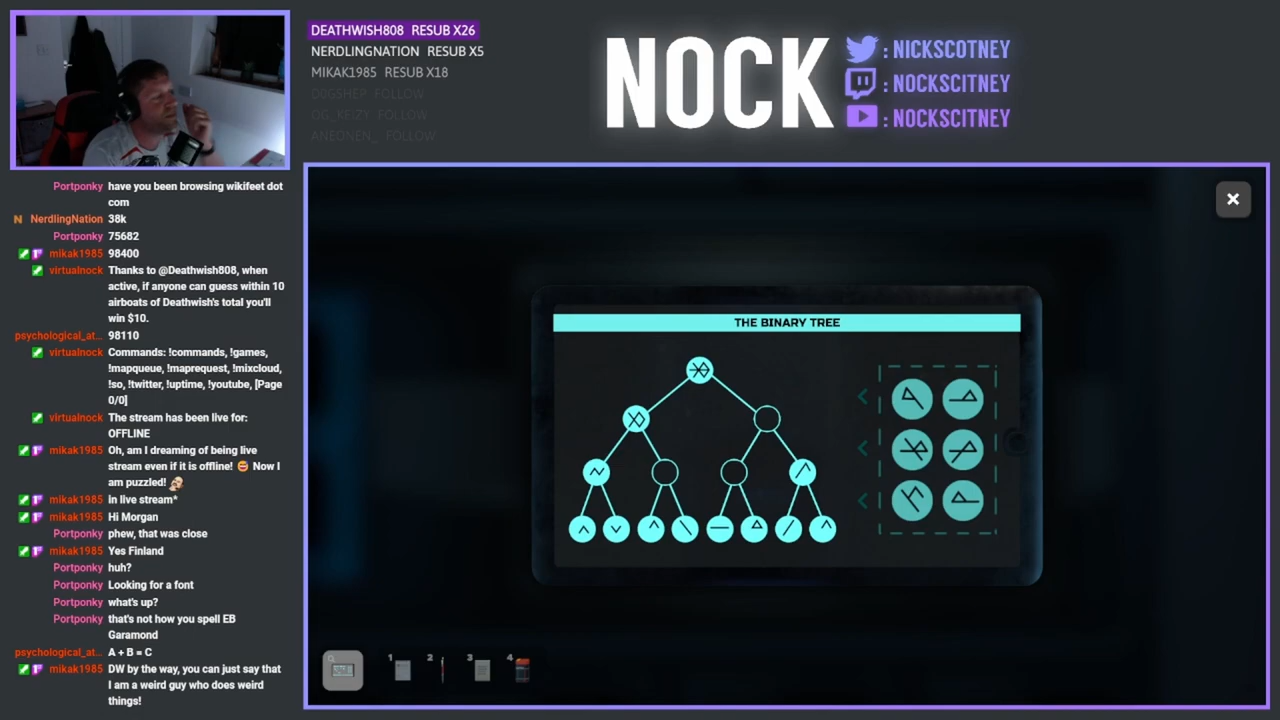 DEATHWISH808 RESUB X26
NERDLINGNATION RESUB X5
MIKAK1985 RESUB X18
D0GSHEP FOLLOW
OG_KEIZY FOLLOW
ANEONEN_ FOLLOW
NOCK
: NICKSCOTNEY
: NOCKSCITNEY
: NOCKSCITNEY
Portponky have you been browsing wikifeet dot
com
N NerdlingNation 38k
Portponky 75682
mikak1985 98400
virtualnock Thanks to @Deathwish808, when
active, if anyone can guess within 10
airboats of Deathwish's total you'll
win $10.
psychological_at... 98110
virtualnock Commands: !commands, !games,
!mapqueue, !maprequest, !mixcloud,
!so, !twitter, !uptime, !youtube, [Page
0/0]
virtualnock The stream has been live for:
OFFLINE
mikak1985 Oh, am I dreaming of being live
stream even if it is offline! 😄 Now I
am puzzled!
mikak1985 in live stream*
mikak1985 Hi Morgan
Portponky phew, that was close
mikak1985 Yes Finland
Portponky huh?
Portponky Looking for a font
Portponky what's up?
Portponky that's not how you spell EB
Garamond
psychological_at... A + B = C
mikak1985 DW by the way, you can just say that
I am a weird guy who does weird
things!
THE BINARY TREE
1 2 3 4